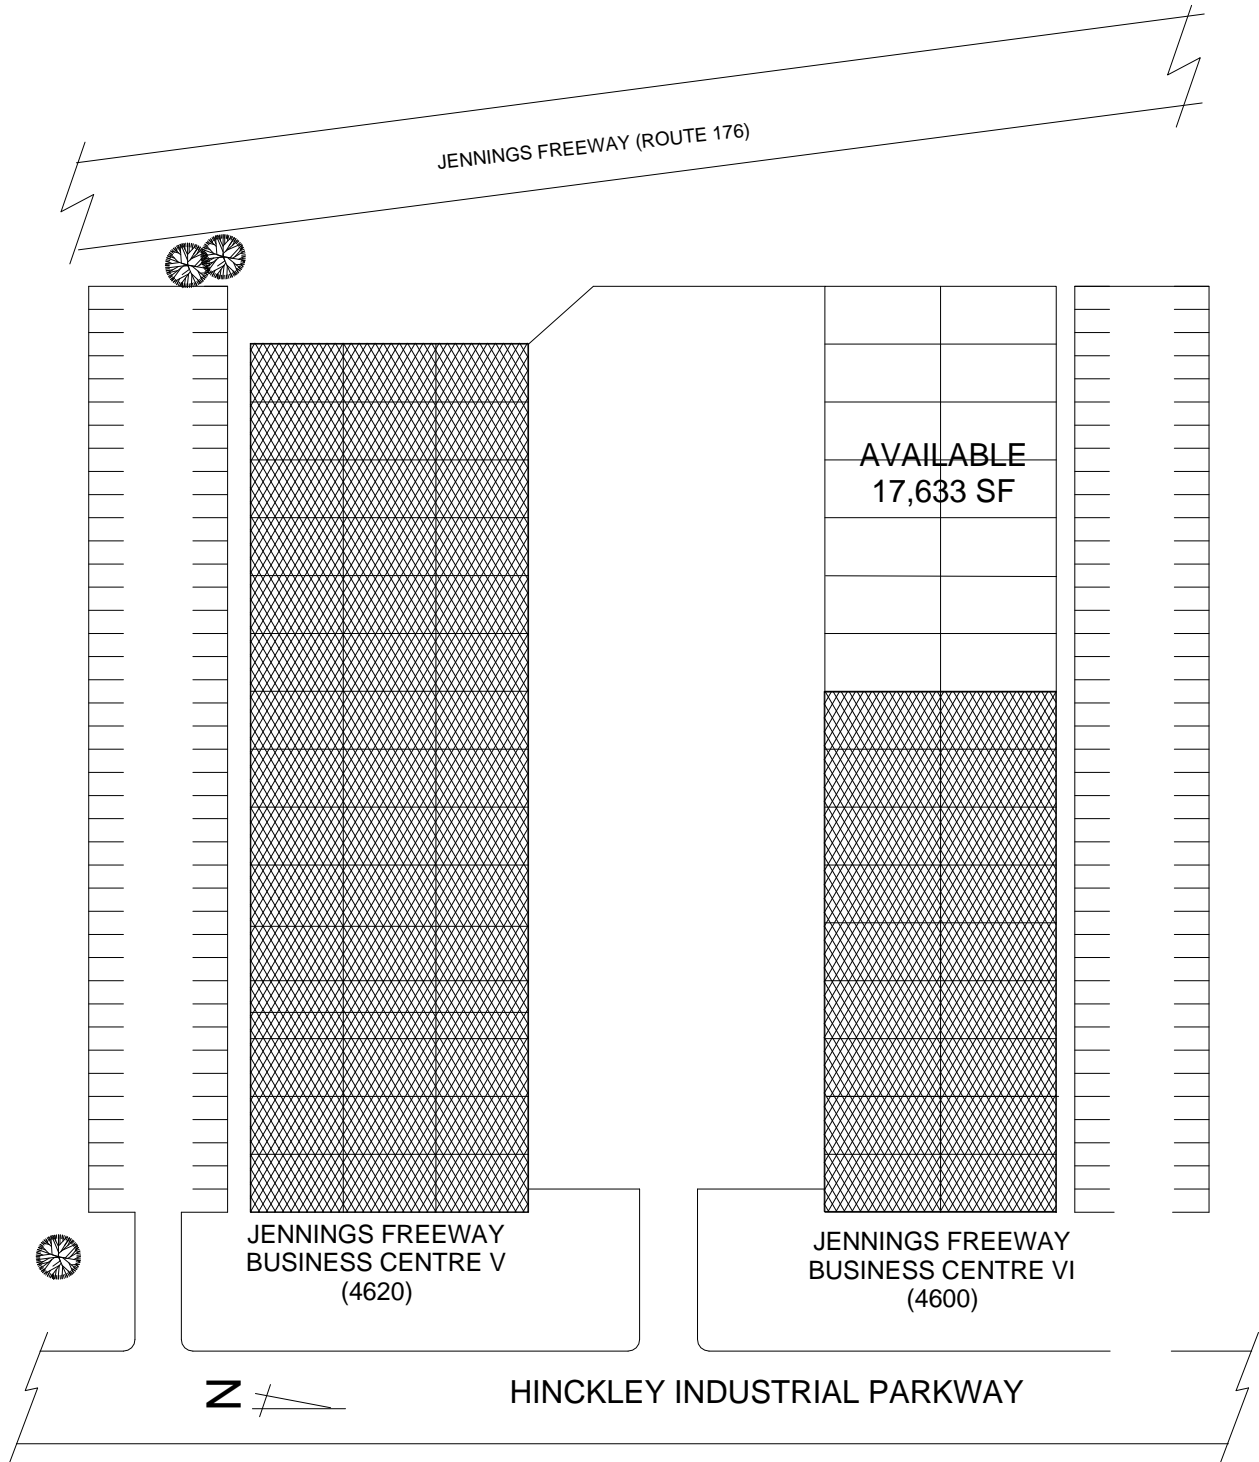 JENNINGS FREEWAY (ROUTE 176)
AVAILABLE
17,633 SF
JENNINGS FREEWAY
BUSINESS CENTRE V
(4620)
JENNINGS FREEWAY
BUSINESS CENTRE VI
(4600)
N
HINCKLEY INDUSTRIAL PARKWAY